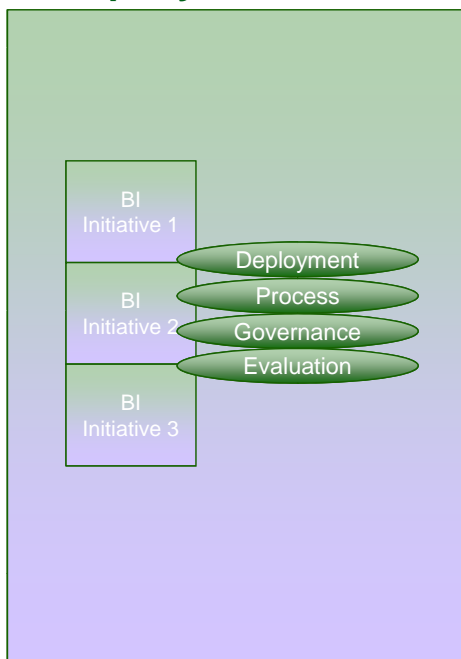 BI
Initiative 1
BI
Initiative 2
BI
Initiative 3
Deployment
Process
Governance
Evaluation